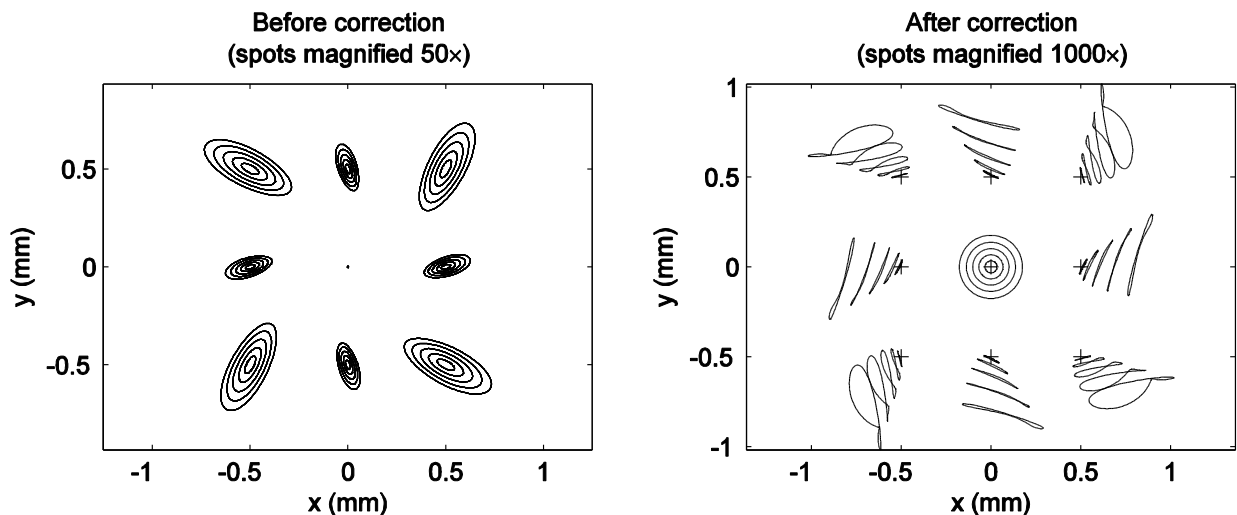 Before correction
(spots magnified 50×)
0.5
0
-0.5
y (mm)
-1 -0.5 0 0.5 1
x (mm)
After correction
(spots magnified 1000×)
1
0.5
0
-0.5
-1
y (mm)
-1 -0.5 0 0.5 1
x (mm)